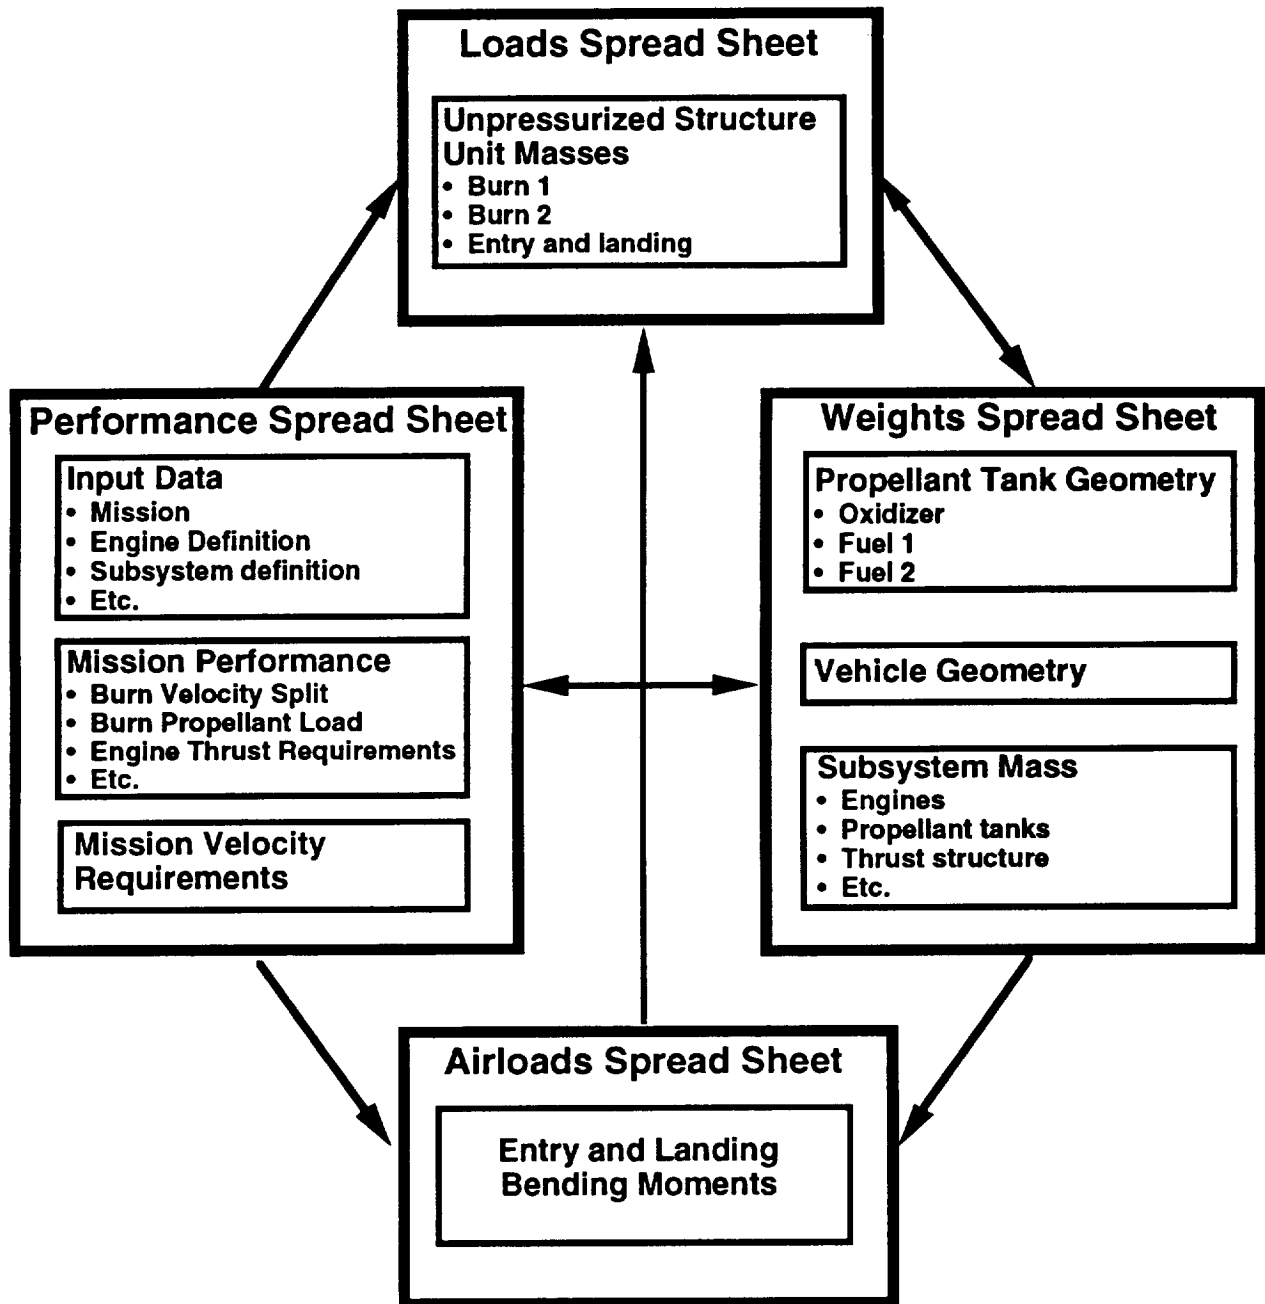 Loads Spread Sheet
Unpressurized Structure
Unit Masses
• Burn 1
• Burn 2
• Entry and landing
Performance Spread Sheet
Input Data
• Mission
• Engine Definition
• Subsystem definition
• Etc.
Mission Performance
• Burn Velocity Split
• Burn Propellant Load
• Engine Thrust Requirements
• Etc.
Mission Velocity
Requirements
Weights Spread Sheet
Propellant Tank Geometry
• Oxidizer
• Fuel 1
• Fuel 2
Vehicle Geometry
Subsystem Mass
• Engines
• Propellant tanks
• Thrust structure
• Etc.
Airloads Spread Sheet
Entry and Landing
Bending Moments